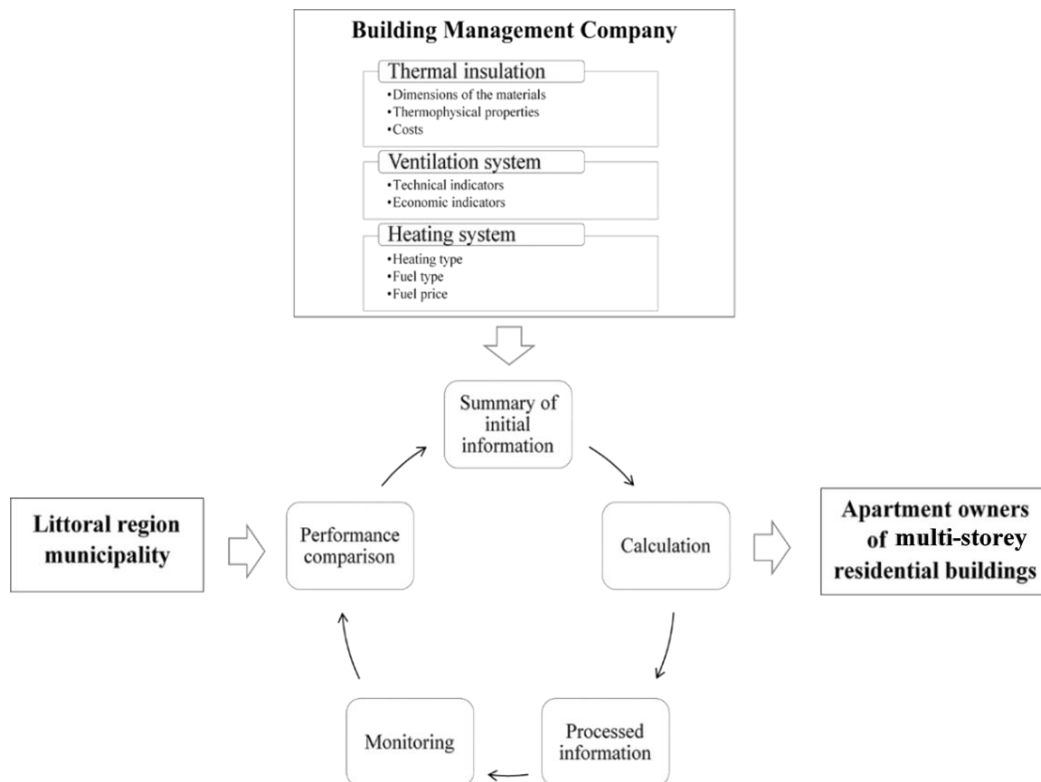 Building Management Company
Thermal insulation
•Dimensions of the materials
•Thermophysical properties
•Costs
Ventilation system
•Technical indicators
•Economic indicators
Heating system
•Heating type
•Fuel type
•Fuel price
Summary of
initial
information
Littoral region
municipality
Performance
comparison
Calculation
Apartment owners
of multi-storey
residential buildings
Monitoring
Processed
information